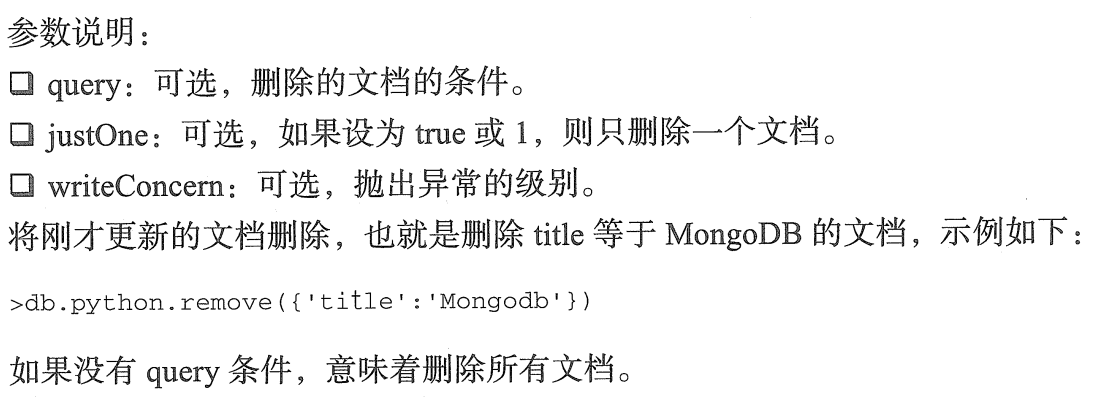 参数说明：
❑ query：可选，删除的文档的条件。
❑ justOne：可选，如果设为 true 或 1，则只删除一个文档。
❑ writeConcern：可选，抛出异常的级别。
将刚才更新的文档删除，也就是删除 title 等于 MongoDB 的文档，示例如下：
>db.python.remove({'title':'Mongodb'})
如果没有 query 条件，意味着删除所有文档。